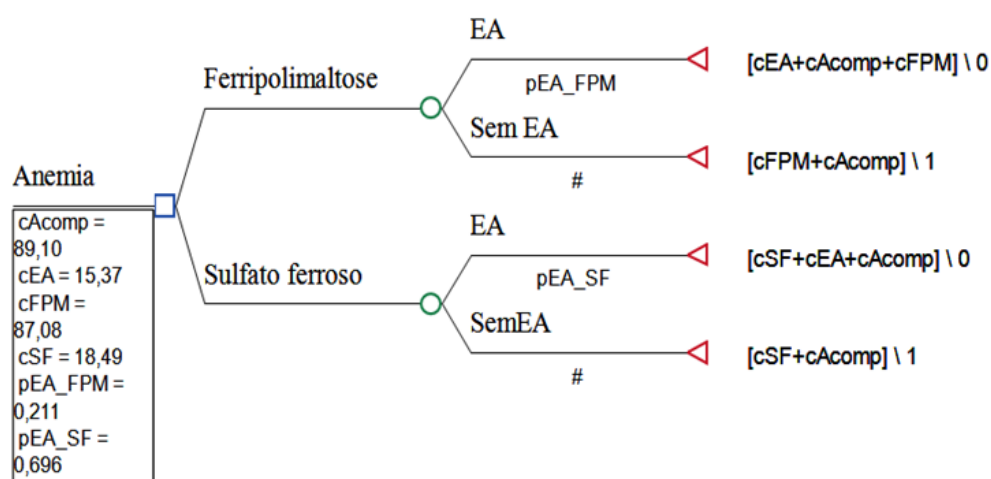 EA
[cEA+cAcomp+cFPM] \ 0
pEA_FPM
Ferripolimaltose
Sem EA
[cFPM+cAcomp] \ 1
#
Anemia
cAcomp =
89,10
cEA = 15,37
cFPM =
87,08
cSF = 18,49
pEA_FPM =
0,211
pEA_SF =
0,696
EA
[cSF+cEA+cAcomp] \ 0
pEA_SF
Sulfato ferroso
SemEA
[cSF+cAcomp] \ 1
#